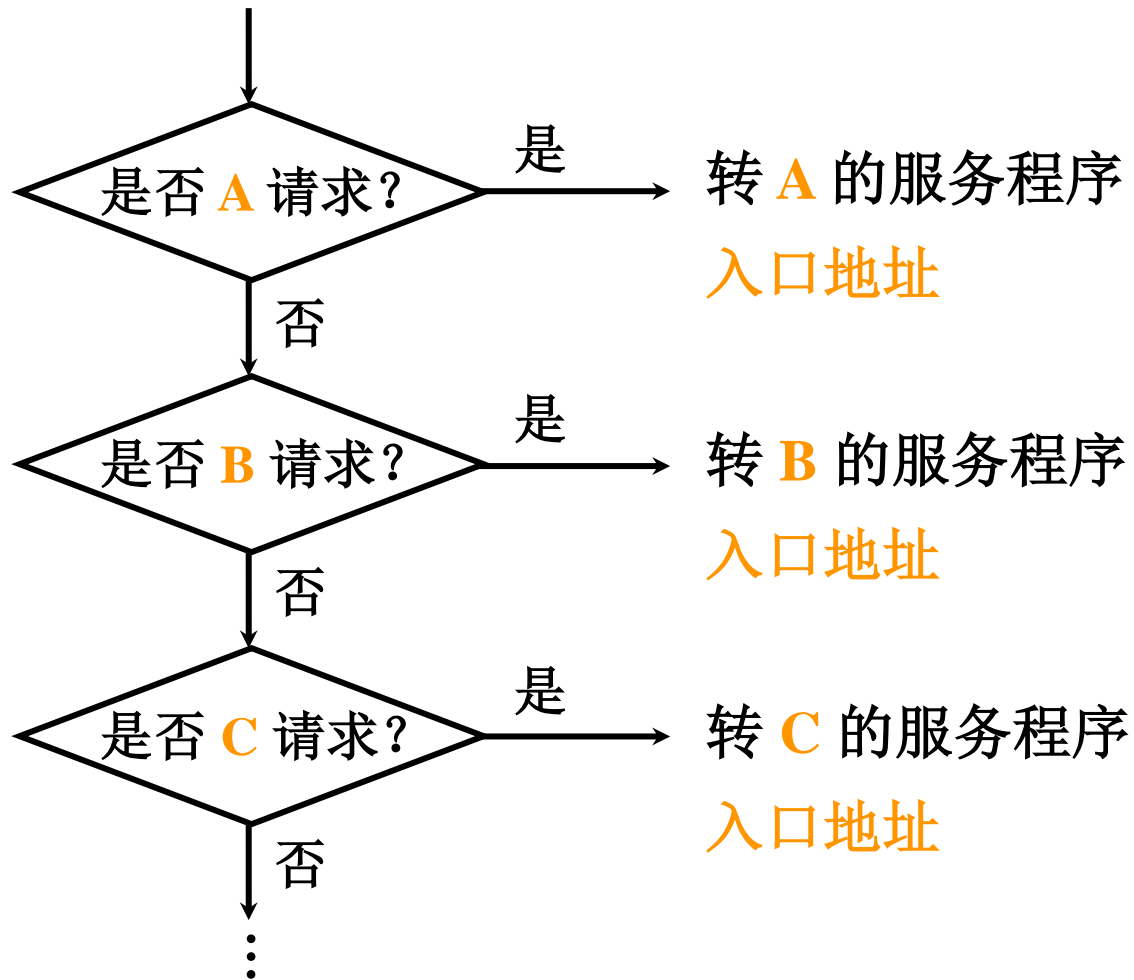 是否 A 请求？
是
转 A 的服务程序
入口地址
否
是否 B 请求？
是
转 B 的服务程序
入口地址
否
是否 C 请求？
是
转 C 的服务程序
入口地址
否
⋮